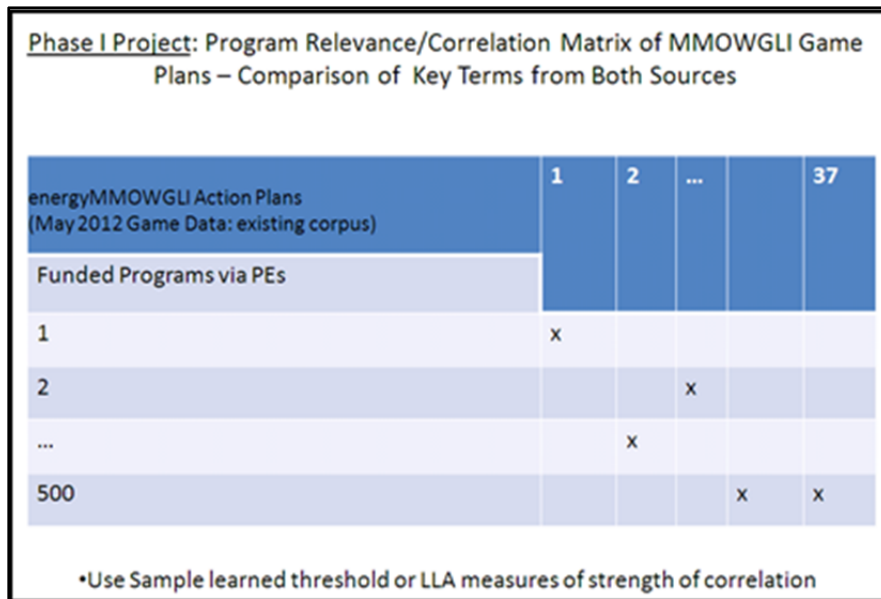 Phase I Project: Program Relevance/Correlation Matrix of MMOWGLI Game
Plans – Comparison of Key Terms from Both Sources
energyMMOWGLI Action Plans
(May 2012 Game Data: existing corpus)
1 2 ... 37
Funded Programs via PEs
1 x
2 x
... x
500 x x
•Use Sample learned threshold or LLA measures of strength of correlation